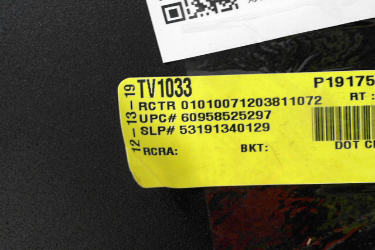 12-13-19
TV1033 P19175
RCTR 01010071203811072 RT :
UPC# 60958525297
SLP# 53191340129
RCRA: BKT: DOT